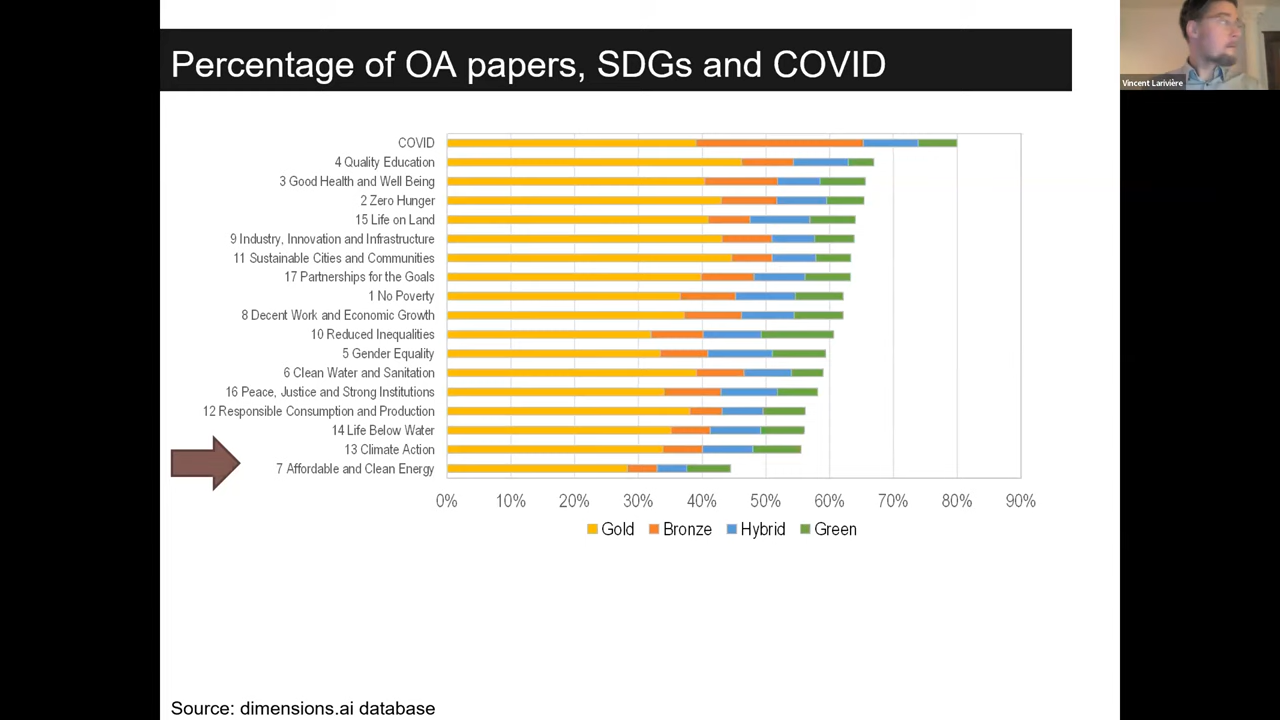 Percentage of OA papers, SDGs and COVID
Vincent Larivière
COVID
4 Quality Education
3 Good Health and Well Being
2 Zero Hunger
15 Life on Land
9 Industry, Innovation and Infrastructure
11 Sustainable Cities and Communities
17 Partnerships for the Goals
1 No Poverty
8 Decent Work and Economic Growth
10 Reduced Inequalities
5 Gender Equality
6 Clean Water and Sanitation
16 Peace, Justice and Strong Institutions
12 Responsible Consumption and Production
14 Life Below Water
13 Climate Action
7 Affordable and Clean Energy
0% 10% 20% 30% 40% 50% 60% 70% 80% 90%
Gold Bronze Hybrid Green
Source: dimensions.ai database